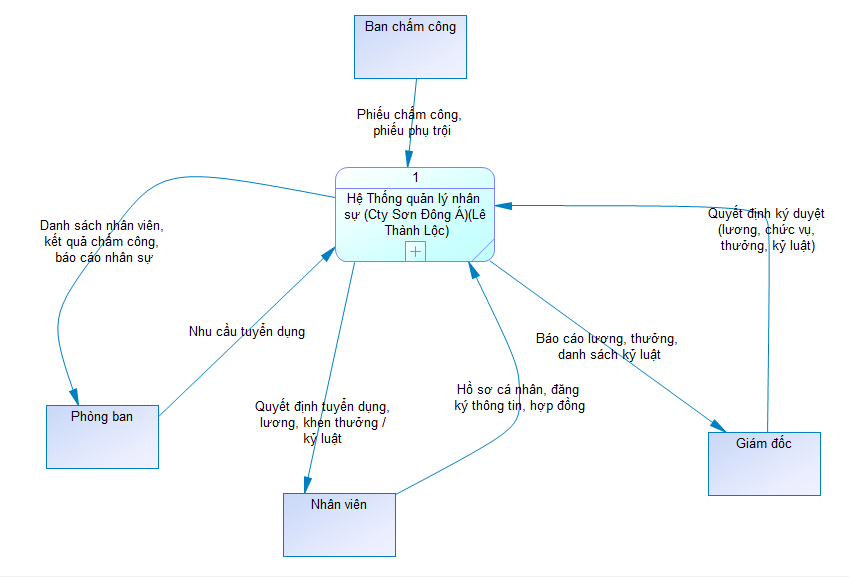 Ban chấm công
Phiếu chấm công,
phiếu phụ trội
1
Hệ Thống quản lý nhân
sự (Cty Sơn Đông Á)(Lê
Thành Lộc)
Danh sách nhân viên,
kết quả chấm công,
báo cáo nhân sự
Quyết định ký duyệt
(lương, chức vụ,
thưởng, kỷ luật)
Nhu cầu tuyển dụng
Báo cáo lương, thưởng,
danh sách kỷ luật
Quyết định tuyển dụng,
lương, khen thưởng /
kỷ luật
Hồ sơ cá nhân, đăng
ký thông tin, hợp đồng
Phòng ban
Giám đốc
Nhân viên